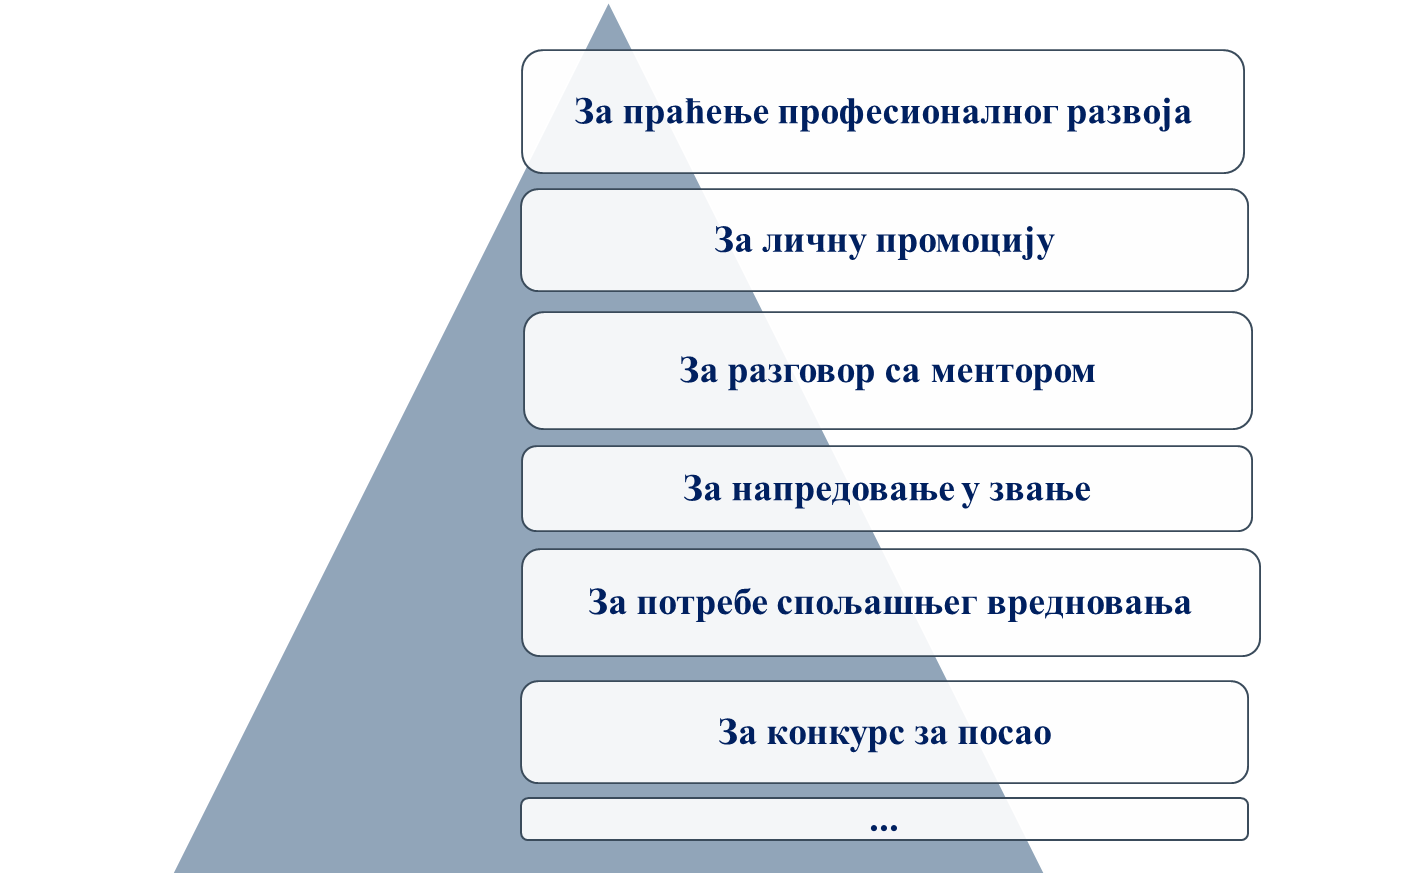 За праћење професионалног развоја
За личну промоцију
За разговор са ментором
За напредовање у звање
За потребе спољашњег вредновања
За конкурс за посао
...